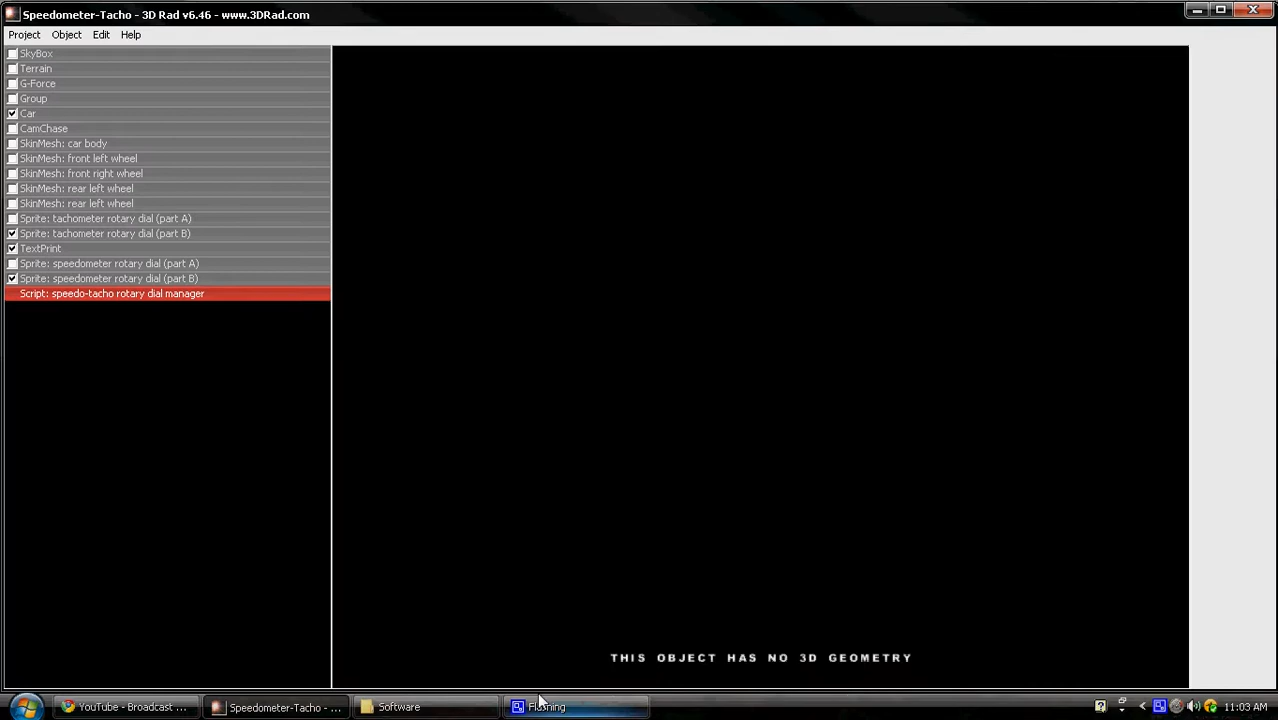 Speedometer-Tacho - 3D Rad v6.46 - www.3DRad.com
Project Object Edit Help
SkyBox
Terrain
G-Force
Group
Car
CamChase
SkinMesh: car body
SkinMesh: front left wheel
SkinMesh: front right wheel
SkinMesh: rear left wheel
SkinMesh: rear left wheel
Sprite: tachometer rotary dial (part A)
Sprite: tachometer rotary dial (part B)
TextPrint
Sprite: speedometer rotary dial (part A)
Sprite: speedometer rotary dial (part B)
Script: speedo-tacho rotary dial manager
THIS OBJECT HAS NO 3D GEOMETRY
YouTube - Broadcast ... Speedometer-Tacho - ... Software 11:03 AM